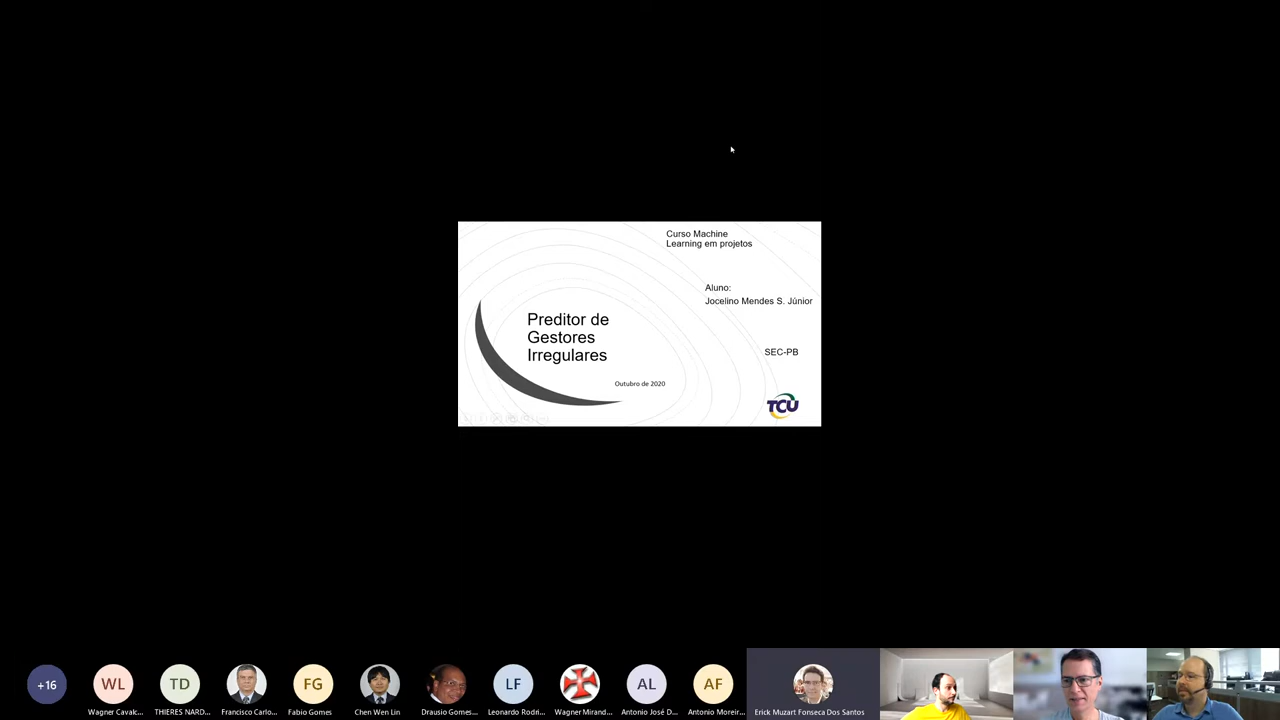 Curso Machine
Learning em projetos
Aluno:
Jocelino Mendes S. Júnior
Preditor de
Gestores
Irregulares
SEC-PB
Outubro de 2020
TCU
+16
WL
TD
FG
LF
AL
AF
Wagner Cavalc...
THIERES NARD...
Francisco Carlo...
Fabio Gomes
Chen Wen Lin
Drausio Gomes...
Leonardo Rodri...
Wagner Mirand...
Antonio José D...
Antonio Moreir...
Erick Muzart Fonseca Dos Santos